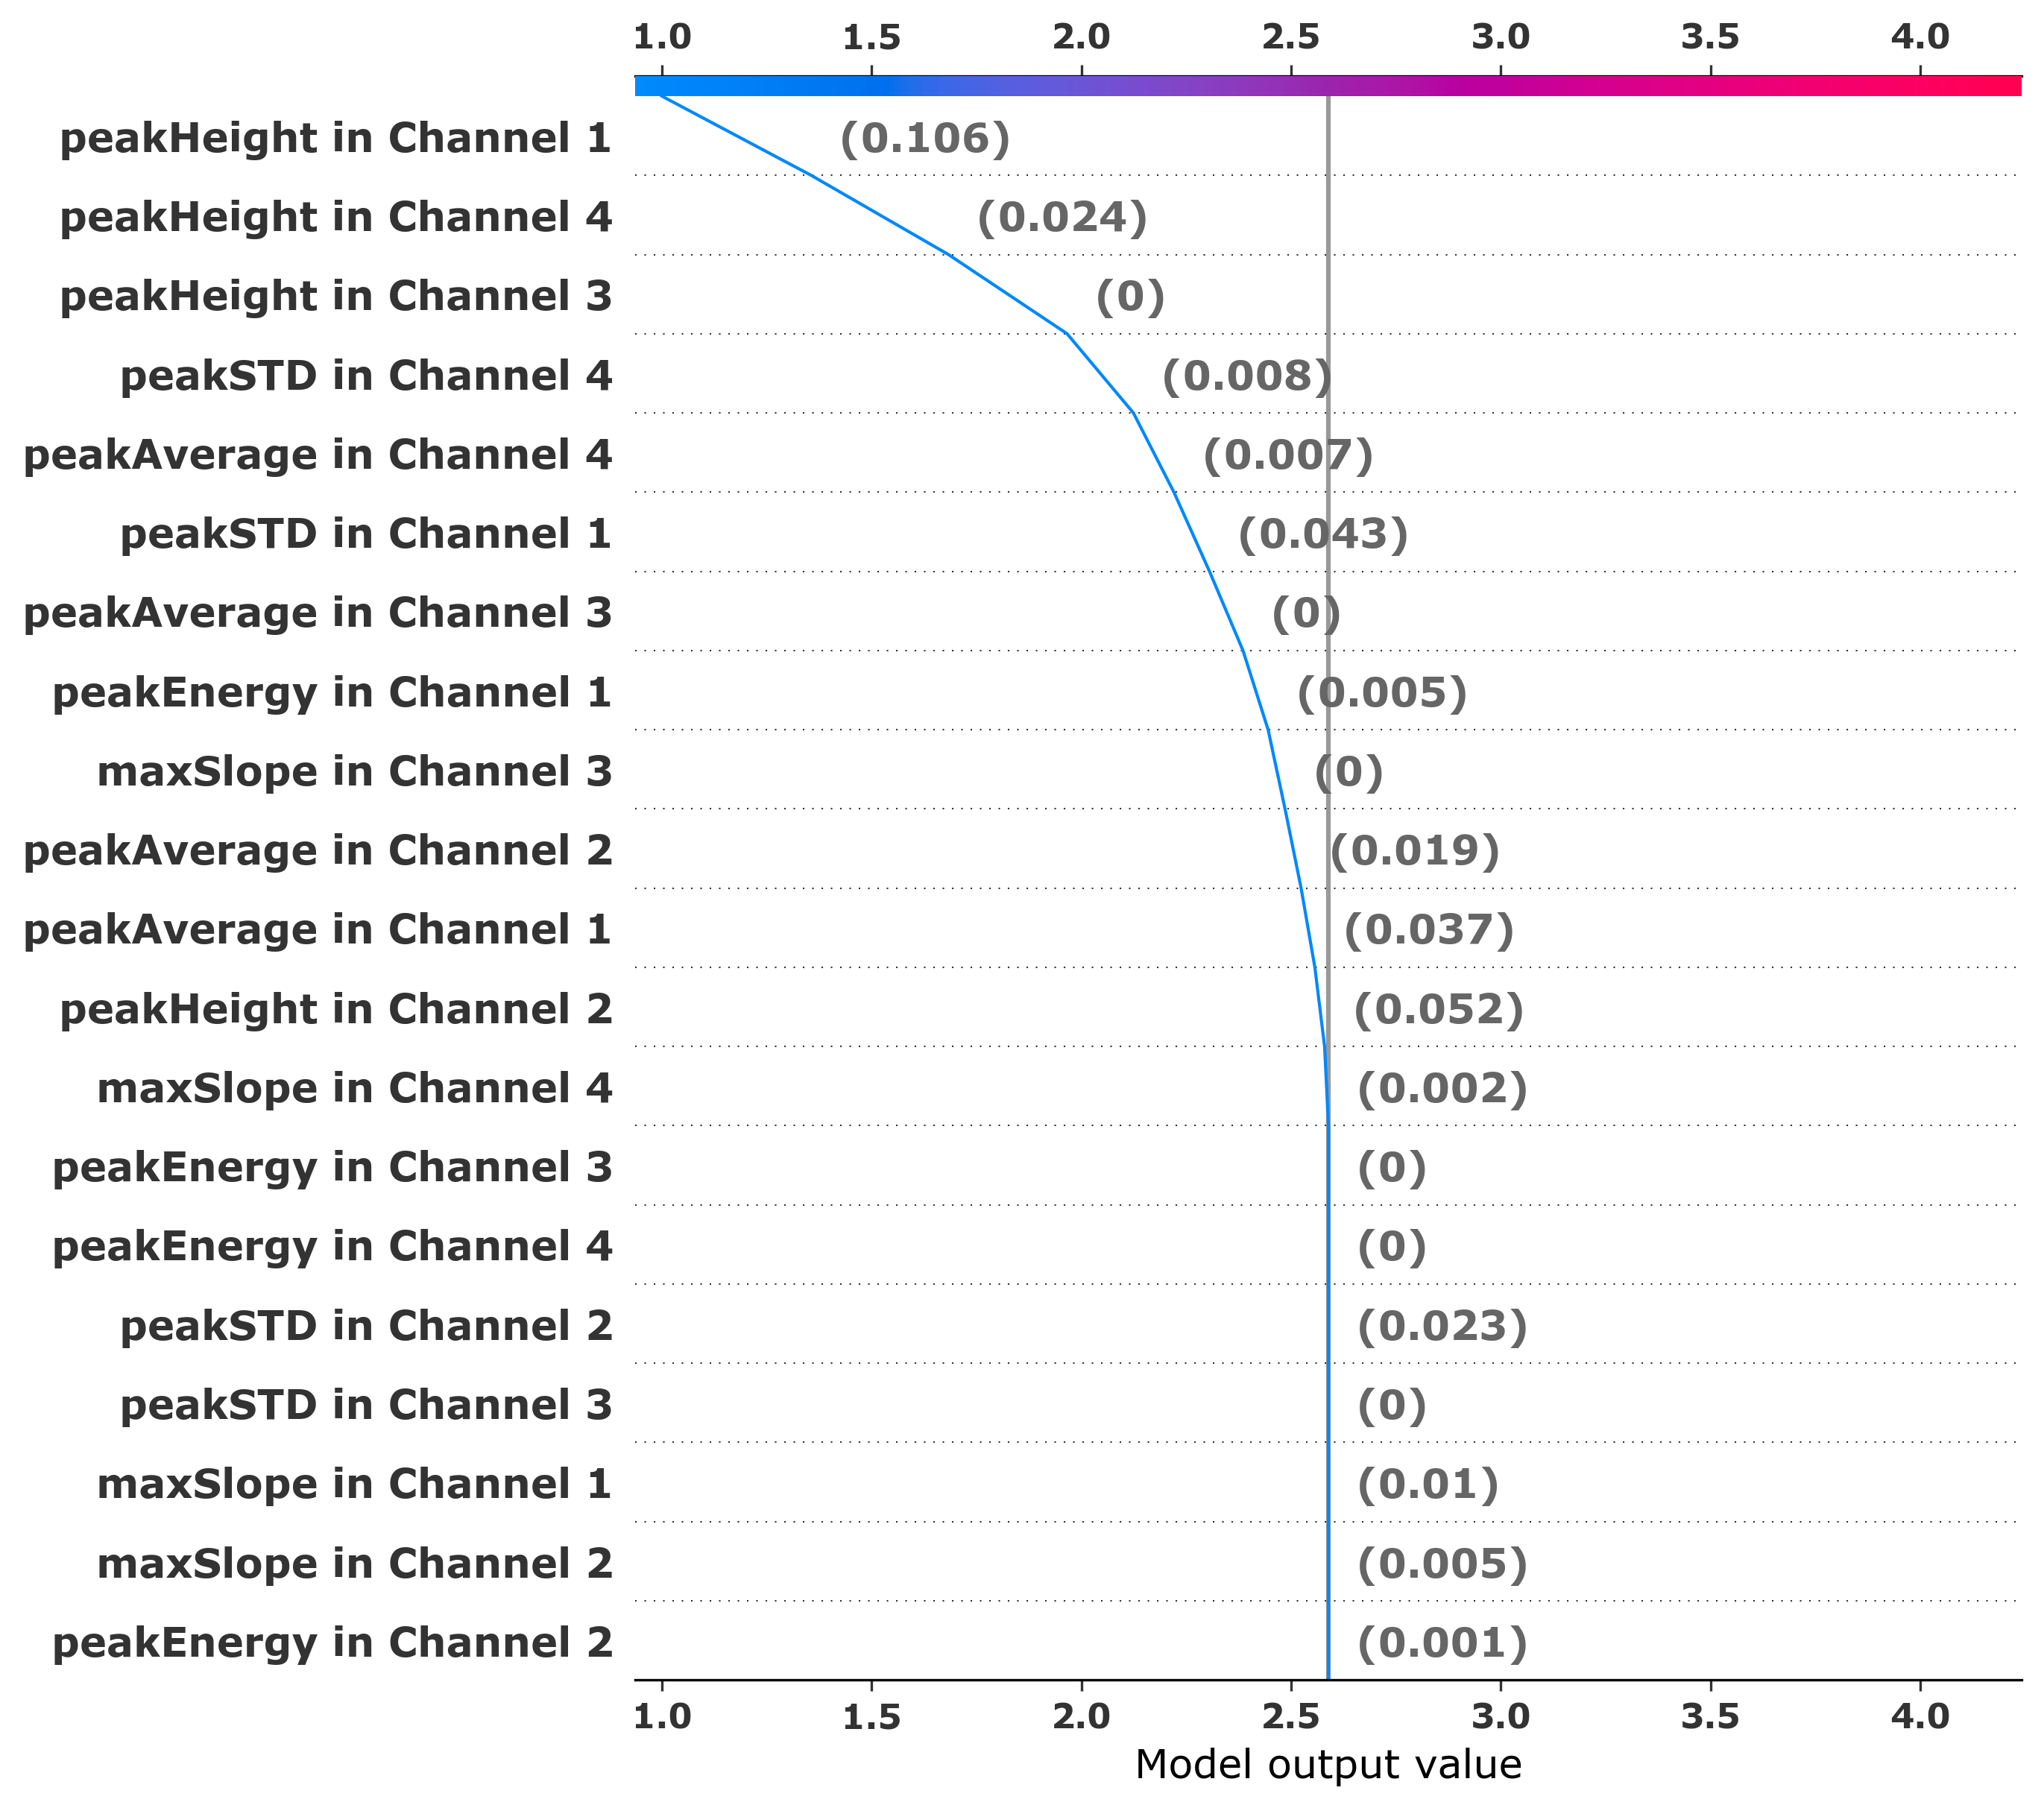 1.0 1.5 2.0 2.5 3.0 3.5 4.0
peakHeight in Channel 1 (0.106)
peakHeight in Channel 4 (0.024)
peakHeight in Channel 3 (0)
peakSTD in Channel 4 (0.008)
peakAverage in Channel 4 (0.007)
peakSTD in Channel 1 (0.043)
peakAverage in Channel 3 (0)
peakEnergy in Channel 1 (0.005)
maxSlope in Channel 3 (0)
peakAverage in Channel 2 (0.019)
peakAverage in Channel 1 (0.037)
peakHeight in Channel 2 (0.052)
maxSlope in Channel 4 (0.002)
peakEnergy in Channel 3 (0)
peakEnergy in Channel 4 (0)
peakSTD in Channel 2 (0.023)
peakSTD in Channel 3 (0)
maxSlope in Channel 1 (0.01)
maxSlope in Channel 2 (0.005)
peakEnergy in Channel 2 (0.001)
1.0 1.5 2.0 2.5 3.0 3.5 4.0
Model output value